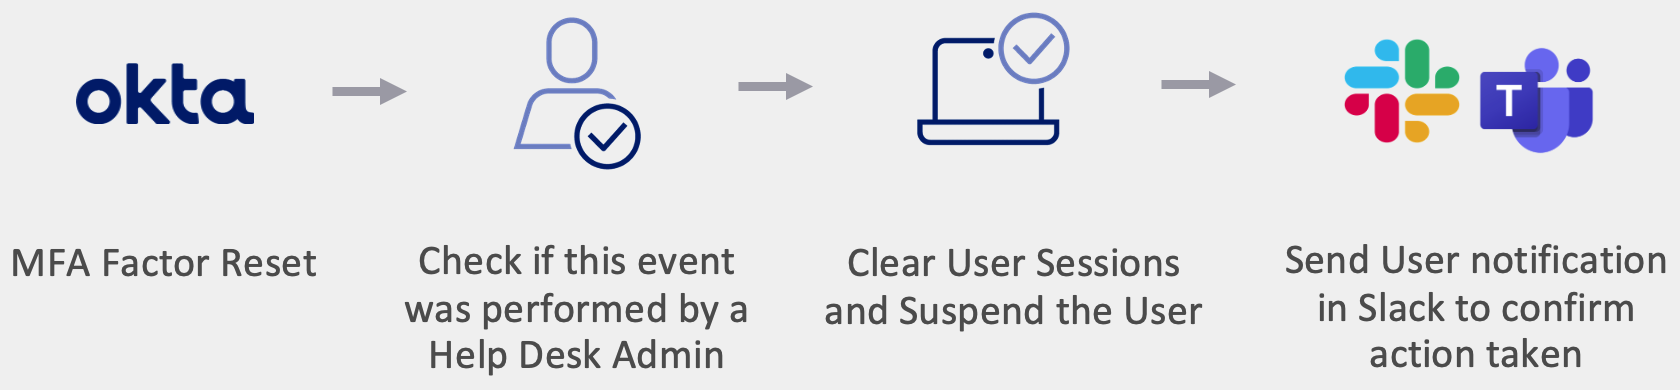 okta
T
MFA Factor Reset
Check if this event
was performed by a
Help Desk Admin
Clear User Sessions
and Suspend the User
Send User notification
in Slack to confirm
action taken